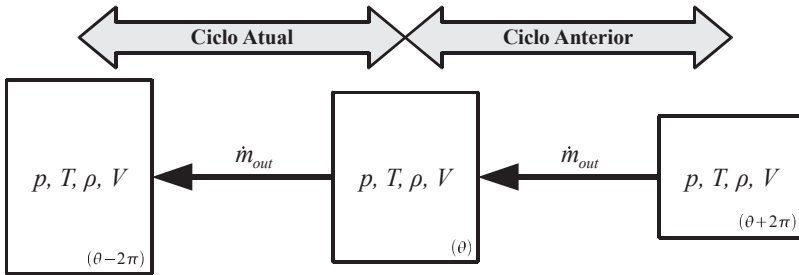 Ciclo Atual
Ciclo Anterior
p, T, ρ, V
(θ−2π)
ṁout
p, T, ρ, V
(θ)
ṁout
p, T, ρ, V
(θ+2π)